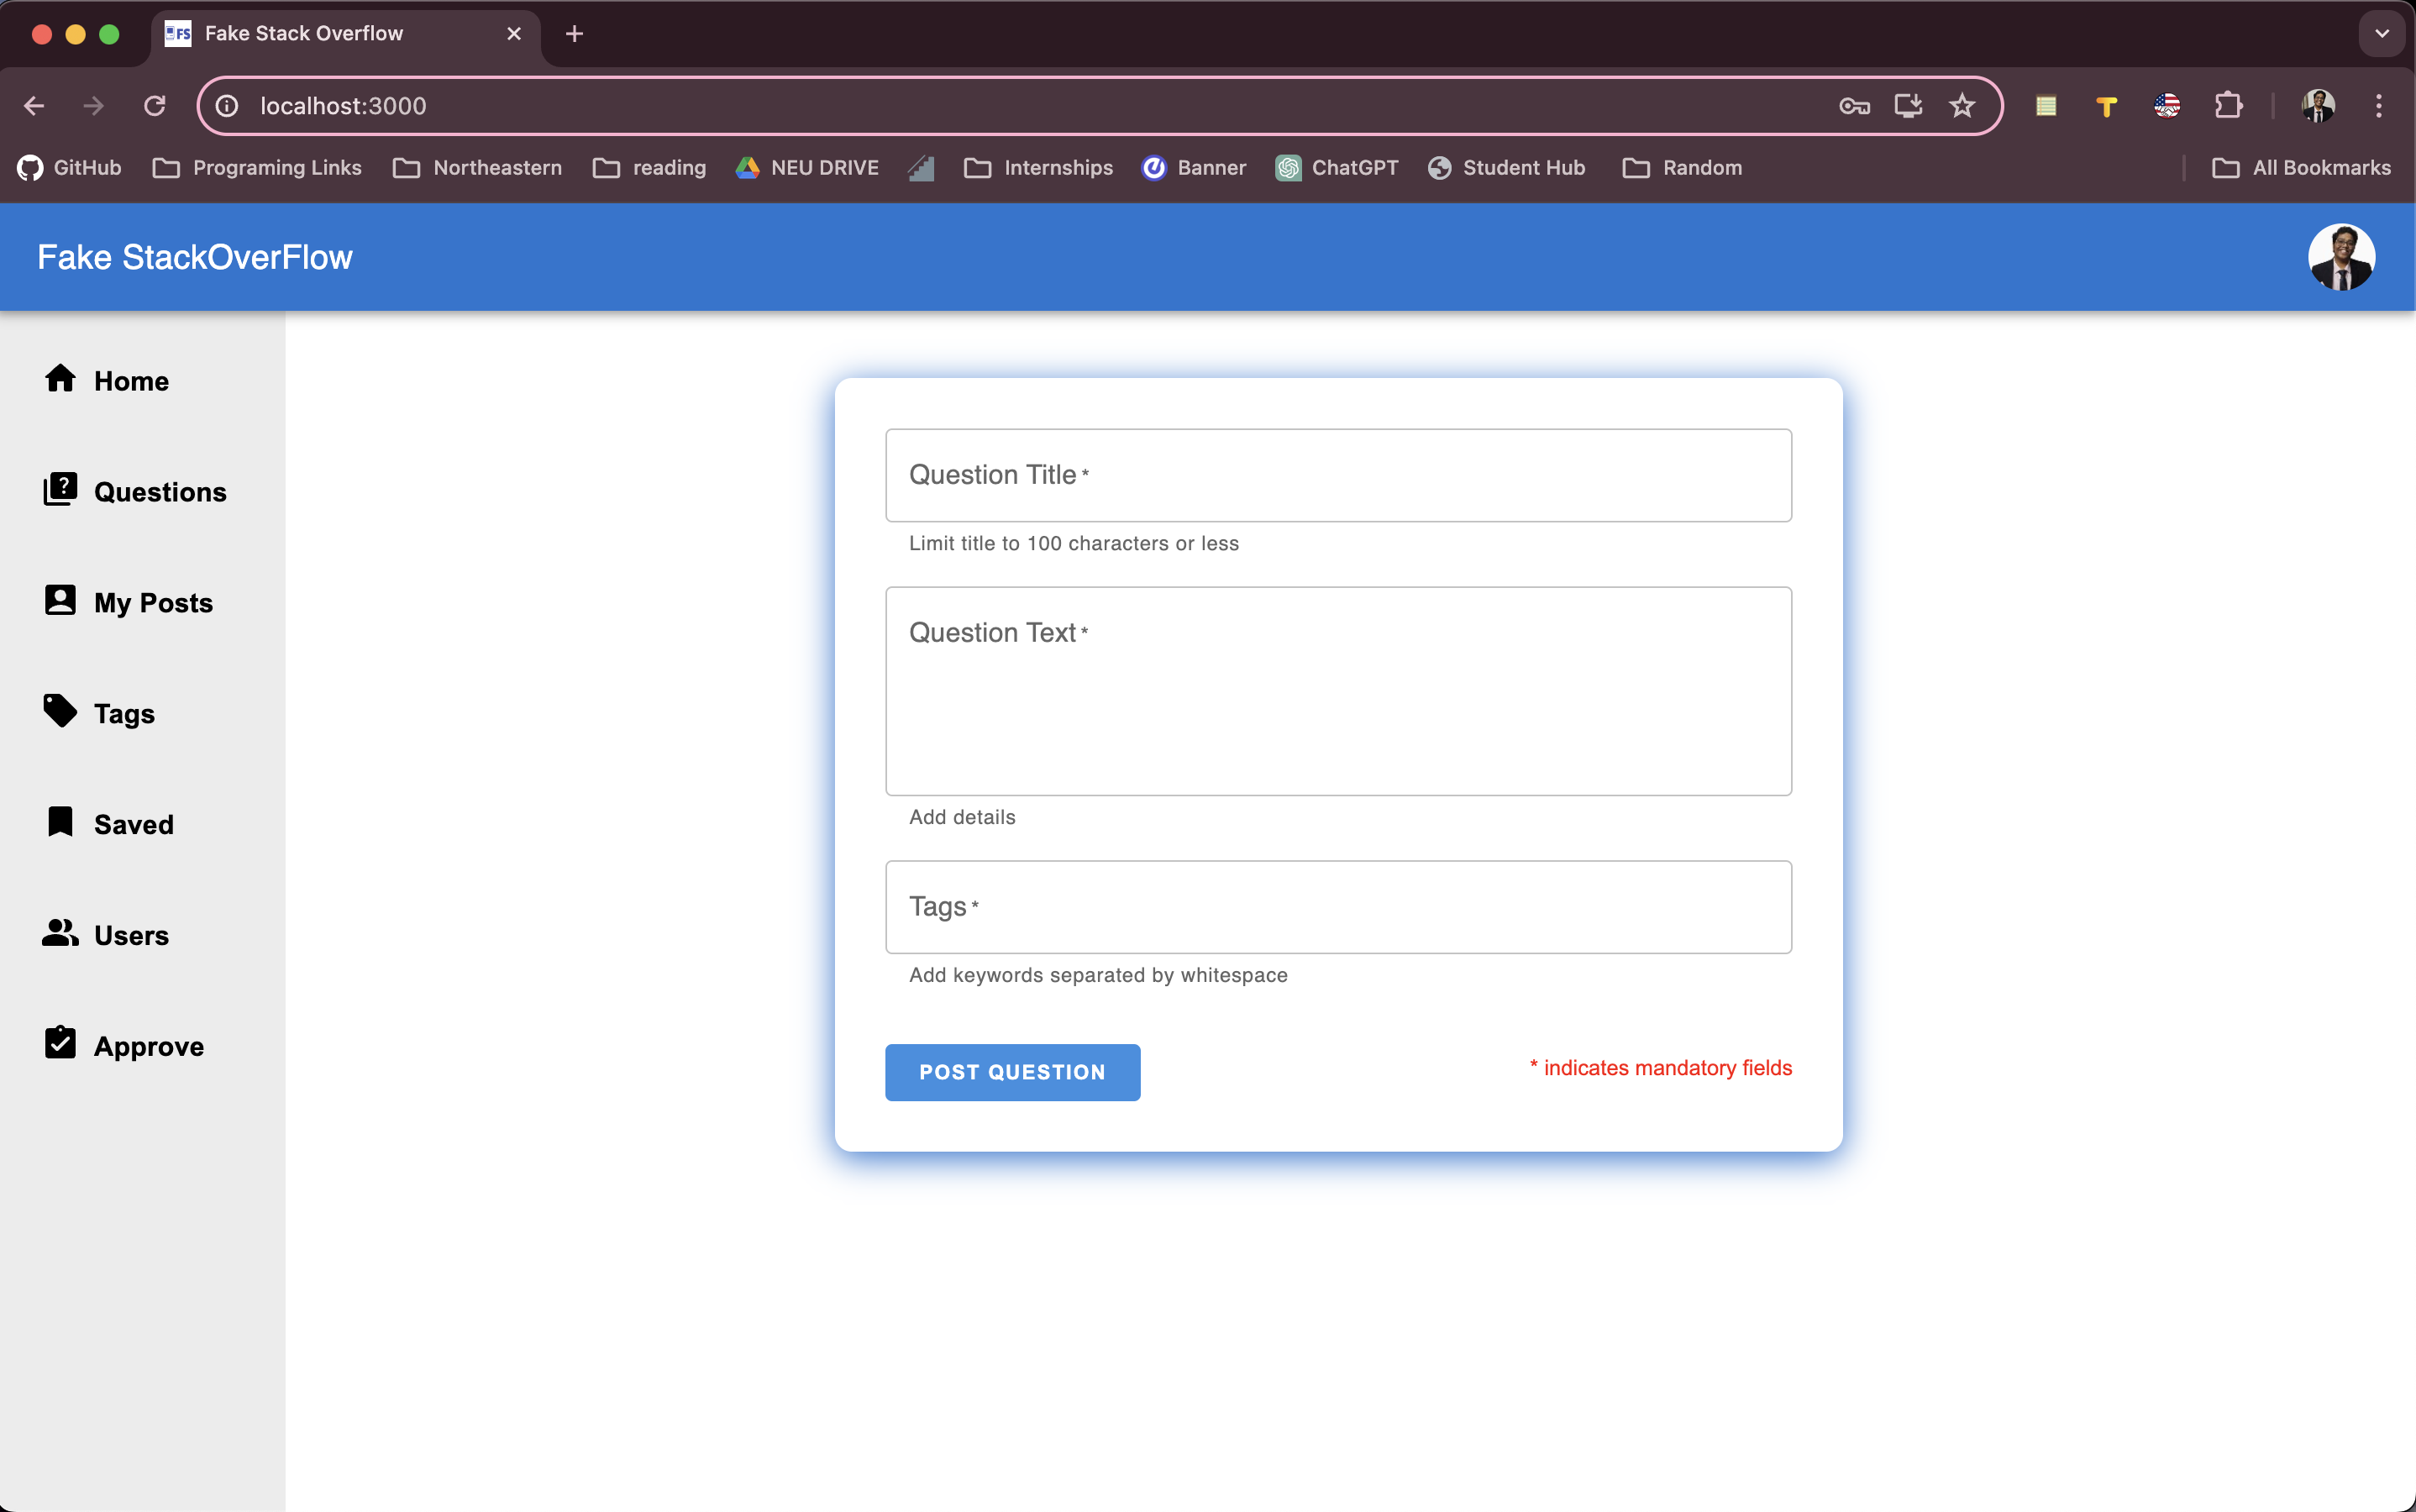 FS Fake Stack Overflow
localhost:3000
GitHub Programing Links Northeastern reading NEU DRIVE Internships Banner ChatGPT Student Hub Random All Bookmarks
Fake StackOverFlow
Home
Questions
My Posts
Tags
Saved
Users
Approve
Question Title *
Limit title to 100 characters or less
Question Text *
Add details
Tags *
Add keywords separated by whitespace
POST QUESTION
* indicates mandatory fields